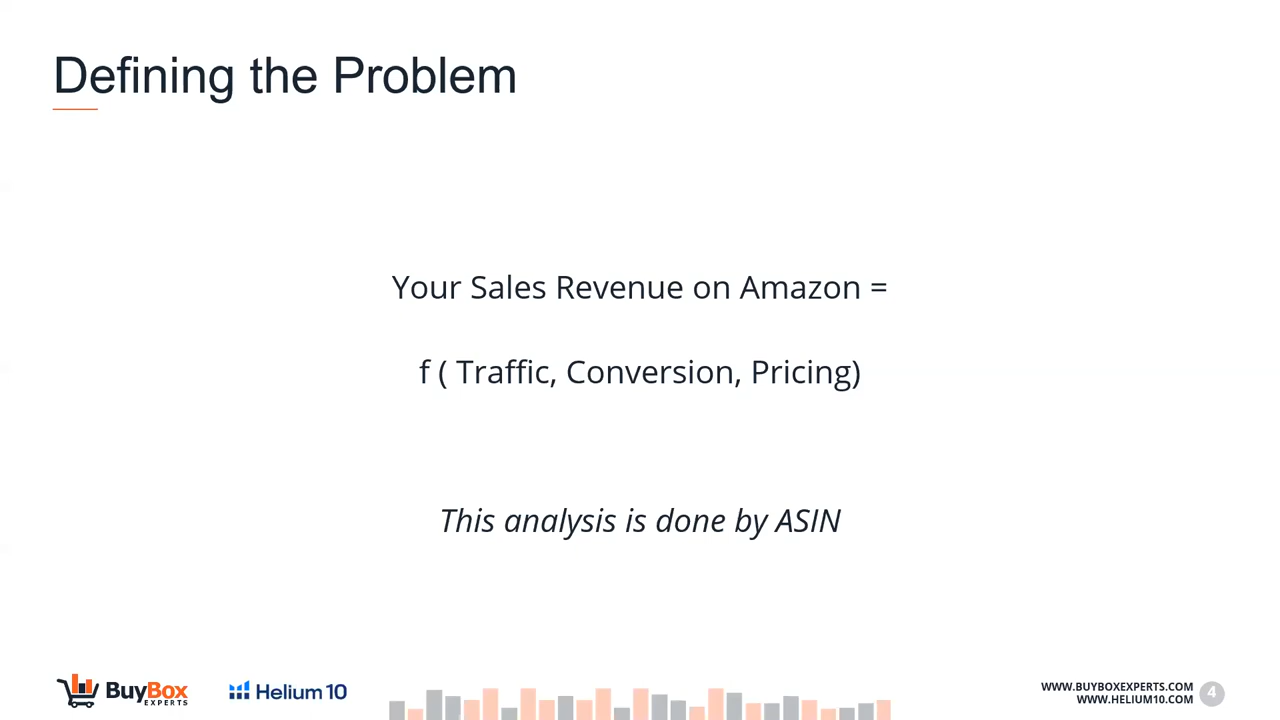 Defining the Problem
Your Sales Revenue on Amazon =
f ( Traffic, Conversion, Pricing)
This analysis is done by ASIN
BuyBox
EXPERTS
Helium 10
WWW.BUYBOXEXPERTS.COM
WWW.HELIUM10.COM
4